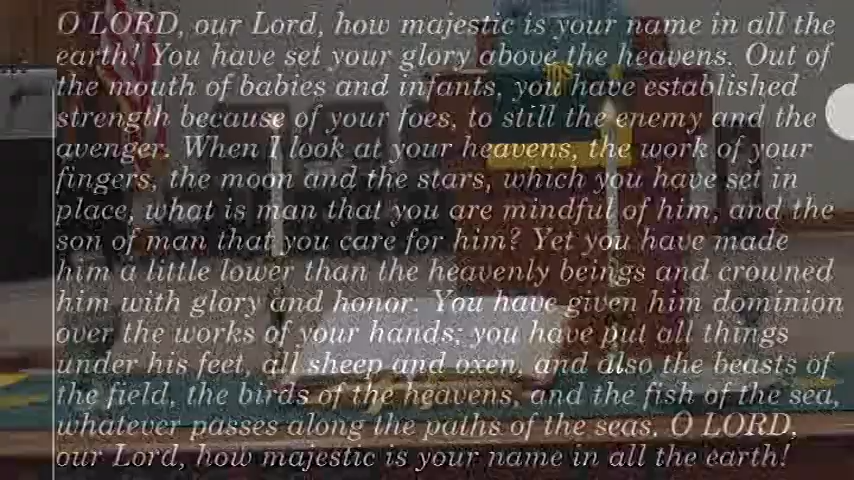 O LORD, our Lord, how majestic is your name in all the
earth! You have set your glory above the heavens. Out of
the mouth of babies and infants, you have established
strength because of your foes, to still the enemy and the
avenger. When I look at your heavens, the work of your
fingers, the moon and the stars, which you have set in
place, what is man that you are mindful of him, and the
son of man that you care for him? Yet you have made
him a little lower than the heavenly beings and crowned
him with glory and honor. You have given him dominion
over the works of your hands; you have put all things
under his feet, all sheep and oxen, and also the beasts of
the field, the birds of the heavens, and the fish of the sea,
whatever passes along the paths of the seas. O LORD,
our Lord, how majestic is your name in all the earth!